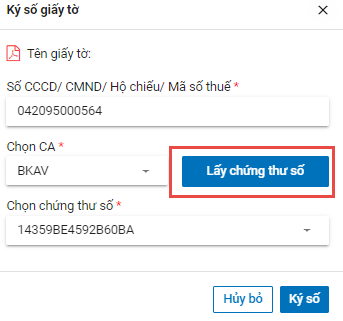 Ký số giấy tờ
Tên giấy tờ:
Số CCCD/ CMND/ Hộ chiếu/ Mã số thuế *
042095000564
Chọn CA *
BKAV
Lấy chứng thư số
Chọn chứng thư số *
14359BE4592B60BA
Hủy bỏ
Ký số